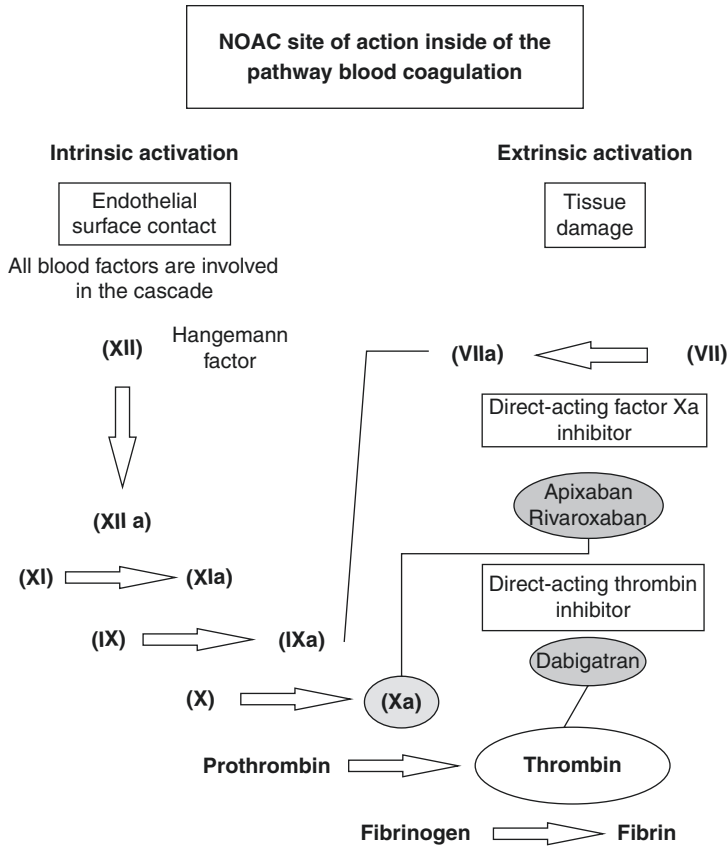 NOAC site of action inside of the
pathway blood coagulation
Intrinsic activation
Extrinsic activation
Endothelial
surface contact
Tissue
damage
All blood factors are involved
in the cascade
(XII)
Hangemann
factor
(VIIa)
(VII)
Direct-acting factor Xa
inhibitor
Apixaban
Rivaroxaban
(XII a)
(XI)
(XIa)
Direct-acting thrombin
inhibitor
(IX)
(IXa)
Dabigatran
(X)
(Xa)
Prothrombin
Thrombin
Fibrinogen
Fibrin